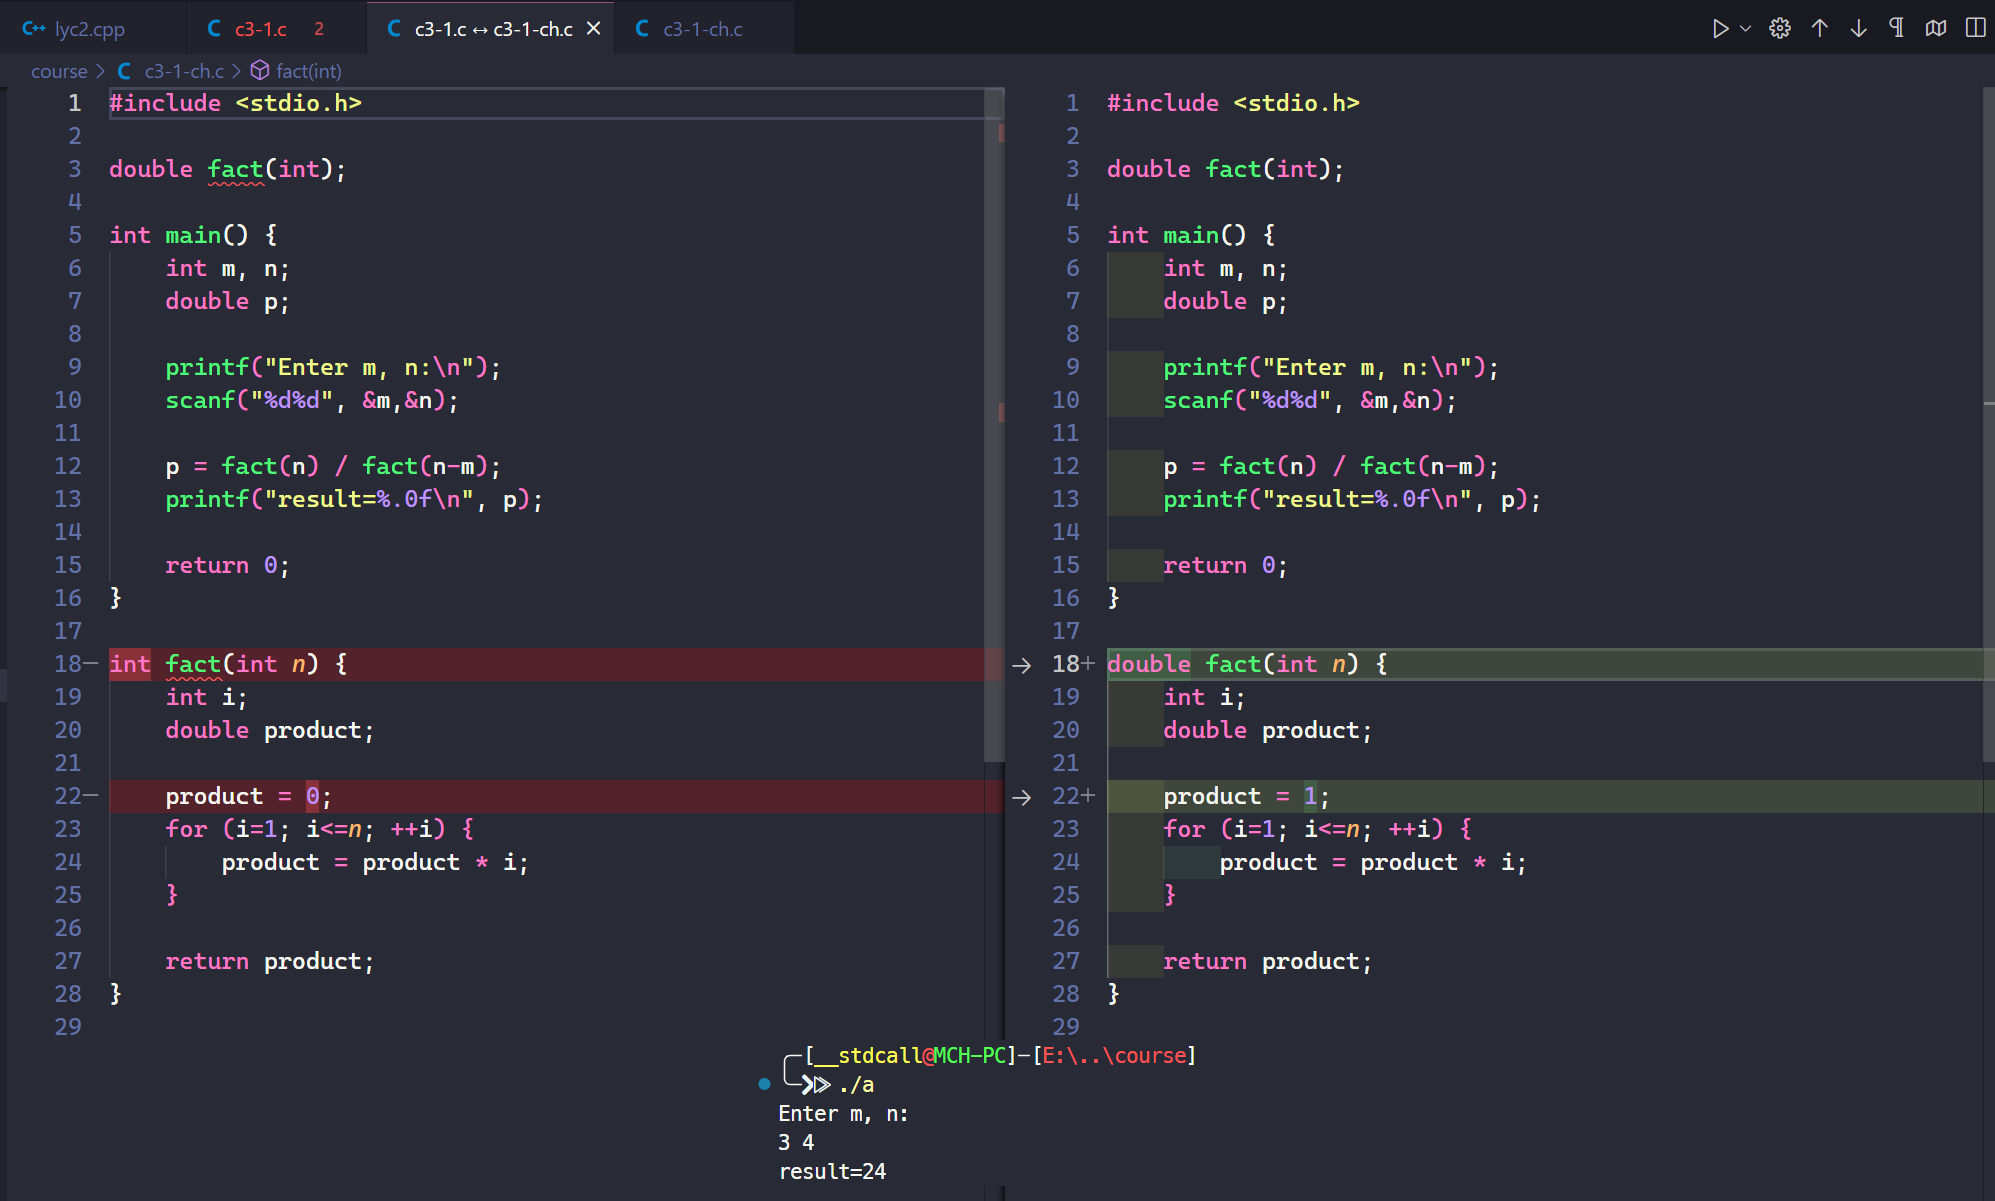 lyc2.cpp
c3-1.c 2
c3-1.c ↔ c3-1-ch.c
c3-1-ch.c
course > C c3-1-ch.c > fact(int)
1 #include <stdio.h>
2
3 double fact(int);
4
5 int main() {
6     int m, n;
7     double p;
8
9     printf("Enter m, n:\n");
10     scanf("%d%d", &m,&n);
11
12     p = fact(n) / fact(n-m);
13     printf("result=%.0f\n", p);
14
15     return 0;
16 }
17
18— int fact(int n) {
19     int i;
20     double product;
21
22—     product = 0;
23     for (i=1; i<=n; ++i) {
24         product = product * i;
25     }
26
27     return product;
28 }
29
1 #include <stdio.h>
2
3 double fact(int);
4
5 int main() {
6     int m, n;
7     double p;
8
9     printf("Enter m, n:\n");
10     scanf("%d%d", &m,&n);
11
12     p = fact(n) / fact(n-m);
13     printf("result=%.0f\n", p);
14
15     return 0;
16 }
17
→ 18+ double fact(int n) {
19     int i;
20     double product;
21
→ 22+     product = 1;
23     for (i=1; i<=n; ++i) {
24         product = product * i;
25     }
26
27     return product;
28 }
29
[__stdcall@MCH-PC]-[E:\..\course]
./a
Enter m, n:
3 4
result=24